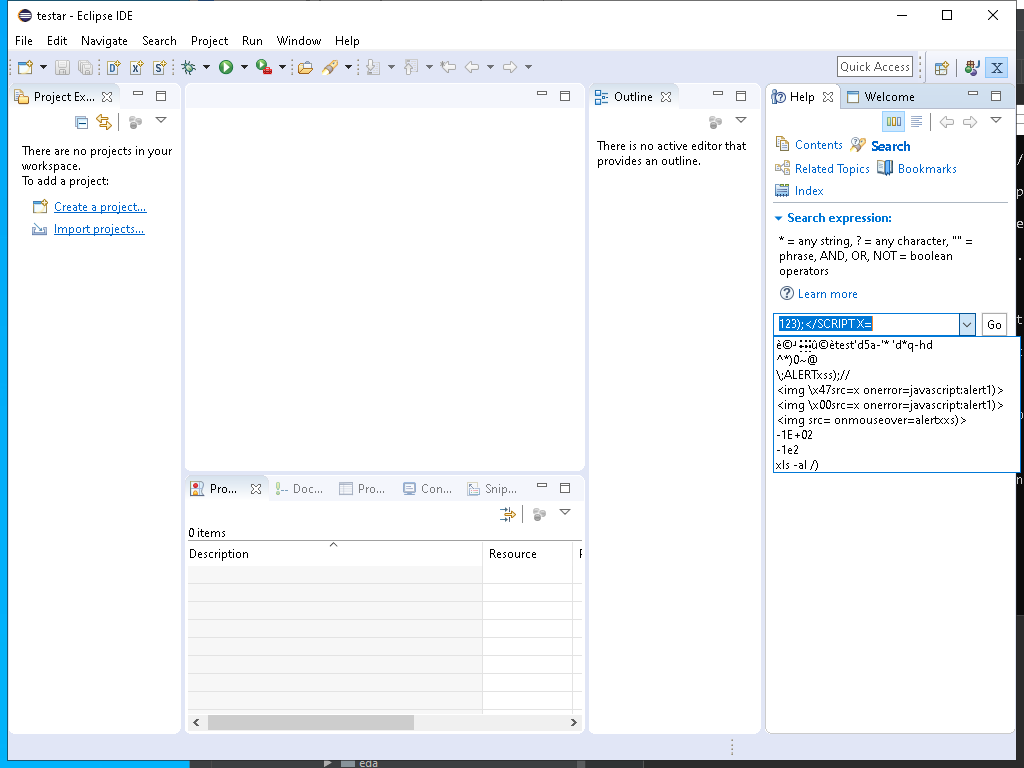 testar - Eclipse IDE
File Edit Navigate Search Project Run Window Help
Quick Access
Project Ex...
There are no projects in your
workspace.
To add a project:
Create a project...
Import projects...
Outline
There is no active editor that
provides an outline.
Help Welcome
Contents Search
Related Topics Bookmarks
Index
Search expression:
* = any string, ? = any character, "" =
phrase, AND, OR, NOT = boolean
operators
Learn more
123);</SCRIPT X= Go
^*)0~@
\;ALERTxss);//
<img \x47src=x onerror=javascript:alert1)>
<img \x00src=x onerror=javascript:alert1)>
<img src= onmouseover=alertxxs)>
-1E+02
-1e2
xls -al /)
Pro... Doc... Pro... Con... Snip...
0 items
Description Resource
eda